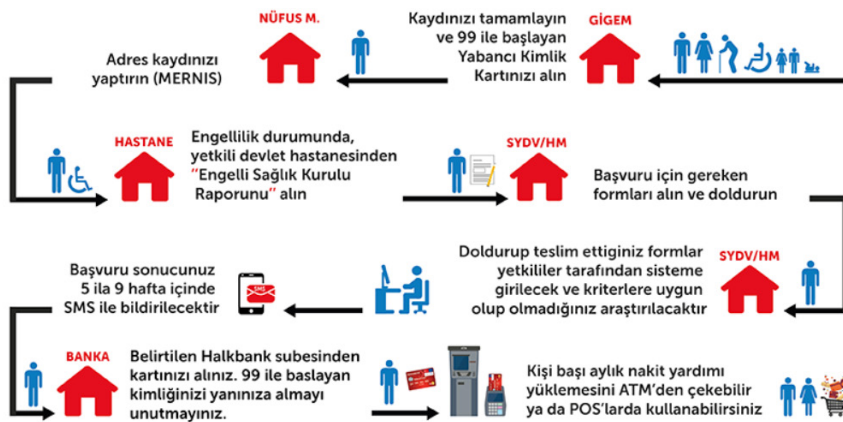 GİGEM
Kaydınızı tamamlayın
ve 99 ile başlayan
Yabancı Kimlik
Kartınızı alın
NÜFUS M.
Adres kaydınızı
yaptırın (MERNIS)
HASTANE
Engellilik durumunda,
yetkili devlet hastanesinden
"Engelli Sağlık Kurulu
Raporunu" alın
SYDV/HM
Başvuru için gereken
formları alın ve doldurun
SYDV/HM
Doldurup teslim ettiginiz formlar
yetkililer tarafından sisteme
girilecek ve kriterlere uygun
olup olmadığınız araştırılacaktır
SMS
Başvuru sonucunuz
5 ila 9 hafta içinde
SMS ile bildirilecektir
BANKA
Belirtilen Halkbank subesinden
kartınızı alınız. 99 ile baslayan
kimliğinizi yanınıza almayı
unutmayınız.
Kişi başı aylık nakit yardımı
yüklemesini ATM'den çekebilir
ya da POS'larda kullanabilirsiniz